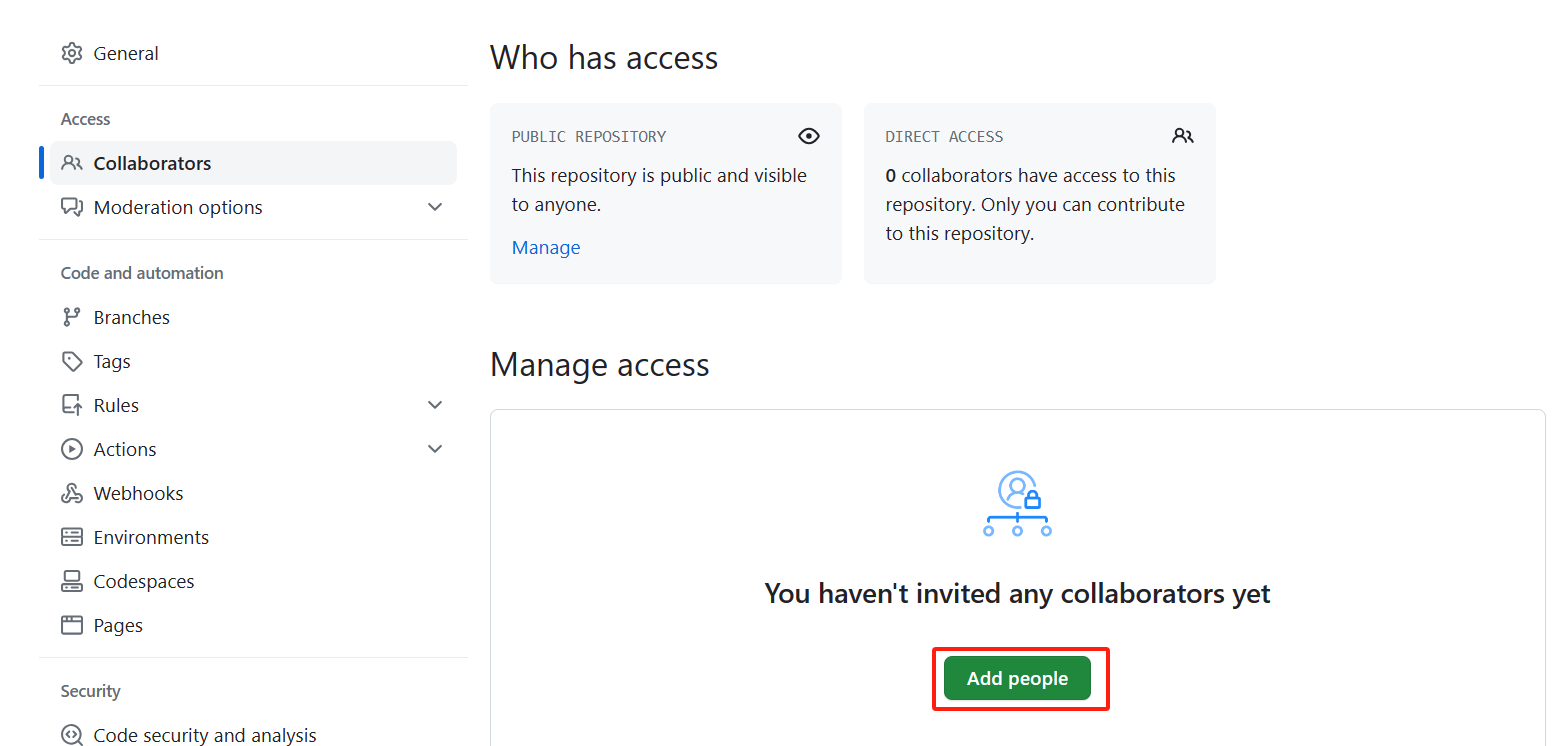 General
Access
Collaborators
Moderation options
Code and automation
Branches
Tags
Rules
Actions
Webhooks
Environments
Codespaces
Pages
Security
Code security and analysis
Who has access
PUBLIC REPOSITORY
This repository is public and visible
to anyone.
Manage
DIRECT ACCESS
0 collaborators have access to this
repository. Only you can contribute
to this repository.
Manage access
You haven't invited any collaborators yet
Add people